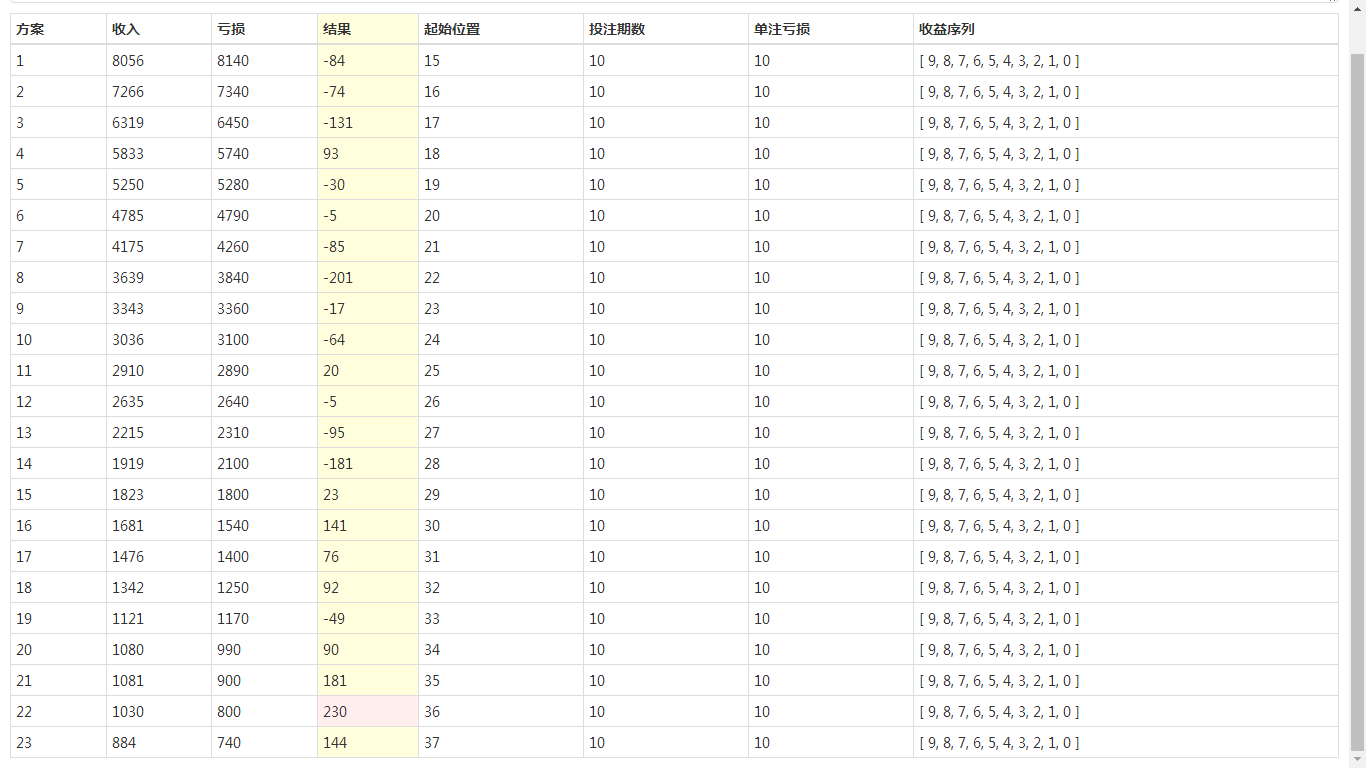 方案 收入 亏损 结果 起始位置 投注期数 单注亏损 收益序列
1 8056 8140 -84 15 10 10 [ 9, 8, 7, 6, 5, 4, 3, 2, 1, 0 ]
2 7266 7340 -74 16 10 10 [ 9, 8, 7, 6, 5, 4, 3, 2, 1, 0 ]
3 6319 6450 -131 17 10 10 [ 9, 8, 7, 6, 5, 4, 3, 2, 1, 0 ]
4 5833 5740 93 18 10 10 [ 9, 8, 7, 6, 5, 4, 3, 2, 1, 0 ]
5 5250 5280 -30 19 10 10 [ 9, 8, 7, 6, 5, 4, 3, 2, 1, 0 ]
6 4785 4790 -5 20 10 10 [ 9, 8, 7, 6, 5, 4, 3, 2, 1, 0 ]
7 4175 4260 -85 21 10 10 [ 9, 8, 7, 6, 5, 4, 3, 2, 1, 0 ]
8 3639 3840 -201 22 10 10 [ 9, 8, 7, 6, 5, 4, 3, 2, 1, 0 ]
9 3343 3360 -17 23 10 10 [ 9, 8, 7, 6, 5, 4, 3, 2, 1, 0 ]
10 3036 3100 -64 24 10 10 [ 9, 8, 7, 6, 5, 4, 3, 2, 1, 0 ]
11 2910 2890 20 25 10 10 [ 9, 8, 7, 6, 5, 4, 3, 2, 1, 0 ]
12 2635 2640 -5 26 10 10 [ 9, 8, 7, 6, 5, 4, 3, 2, 1, 0 ]
13 2215 2310 -95 27 10 10 [ 9, 8, 7, 6, 5, 4, 3, 2, 1, 0 ]
14 1919 2100 -181 28 10 10 [ 9, 8, 7, 6, 5, 4, 3, 2, 1, 0 ]
15 1823 1800 23 29 10 10 [ 9, 8, 7, 6, 5, 4, 3, 2, 1, 0 ]
16 1681 1540 141 30 10 10 [ 9, 8, 7, 6, 5, 4, 3, 2, 1, 0 ]
17 1476 1400 76 31 10 10 [ 9, 8, 7, 6, 5, 4, 3, 2, 1, 0 ]
18 1342 1250 92 32 10 10 [ 9, 8, 7, 6, 5, 4, 3, 2, 1, 0 ]
19 1121 1170 -49 33 10 10 [ 9, 8, 7, 6, 5, 4, 3, 2, 1, 0 ]
20 1080 990 90 34 10 10 [ 9, 8, 7, 6, 5, 4, 3, 2, 1, 0 ]
21 1081 900 181 35 10 10 [ 9, 8, 7, 6, 5, 4, 3, 2, 1, 0 ]
22 1030 800 230 36 10 10 [ 9, 8, 7, 6, 5, 4, 3, 2, 1, 0 ]
23 884 740 144 37 10 10 [ 9, 8, 7, 6, 5, 4, 3, 2, 1, 0 ]